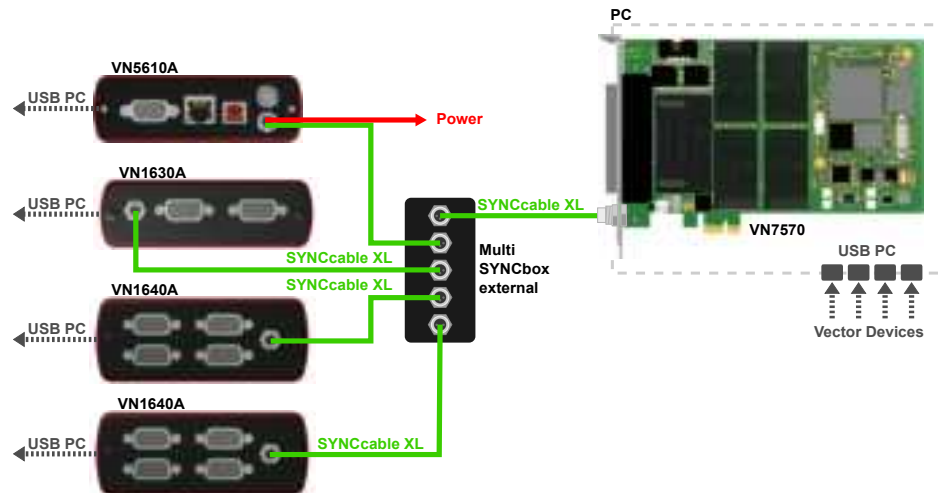 PC
VN5610A
USB PC
Power
VN1630A
USB PC
SYNCcable XL
VN7570
Multi
SYNCbox
external
SYNCcable XL
USB PC
SYNCcable XL
VN1640A
USB PC
Vector Devices
VN1640A
USB PC
SYNCcable XL